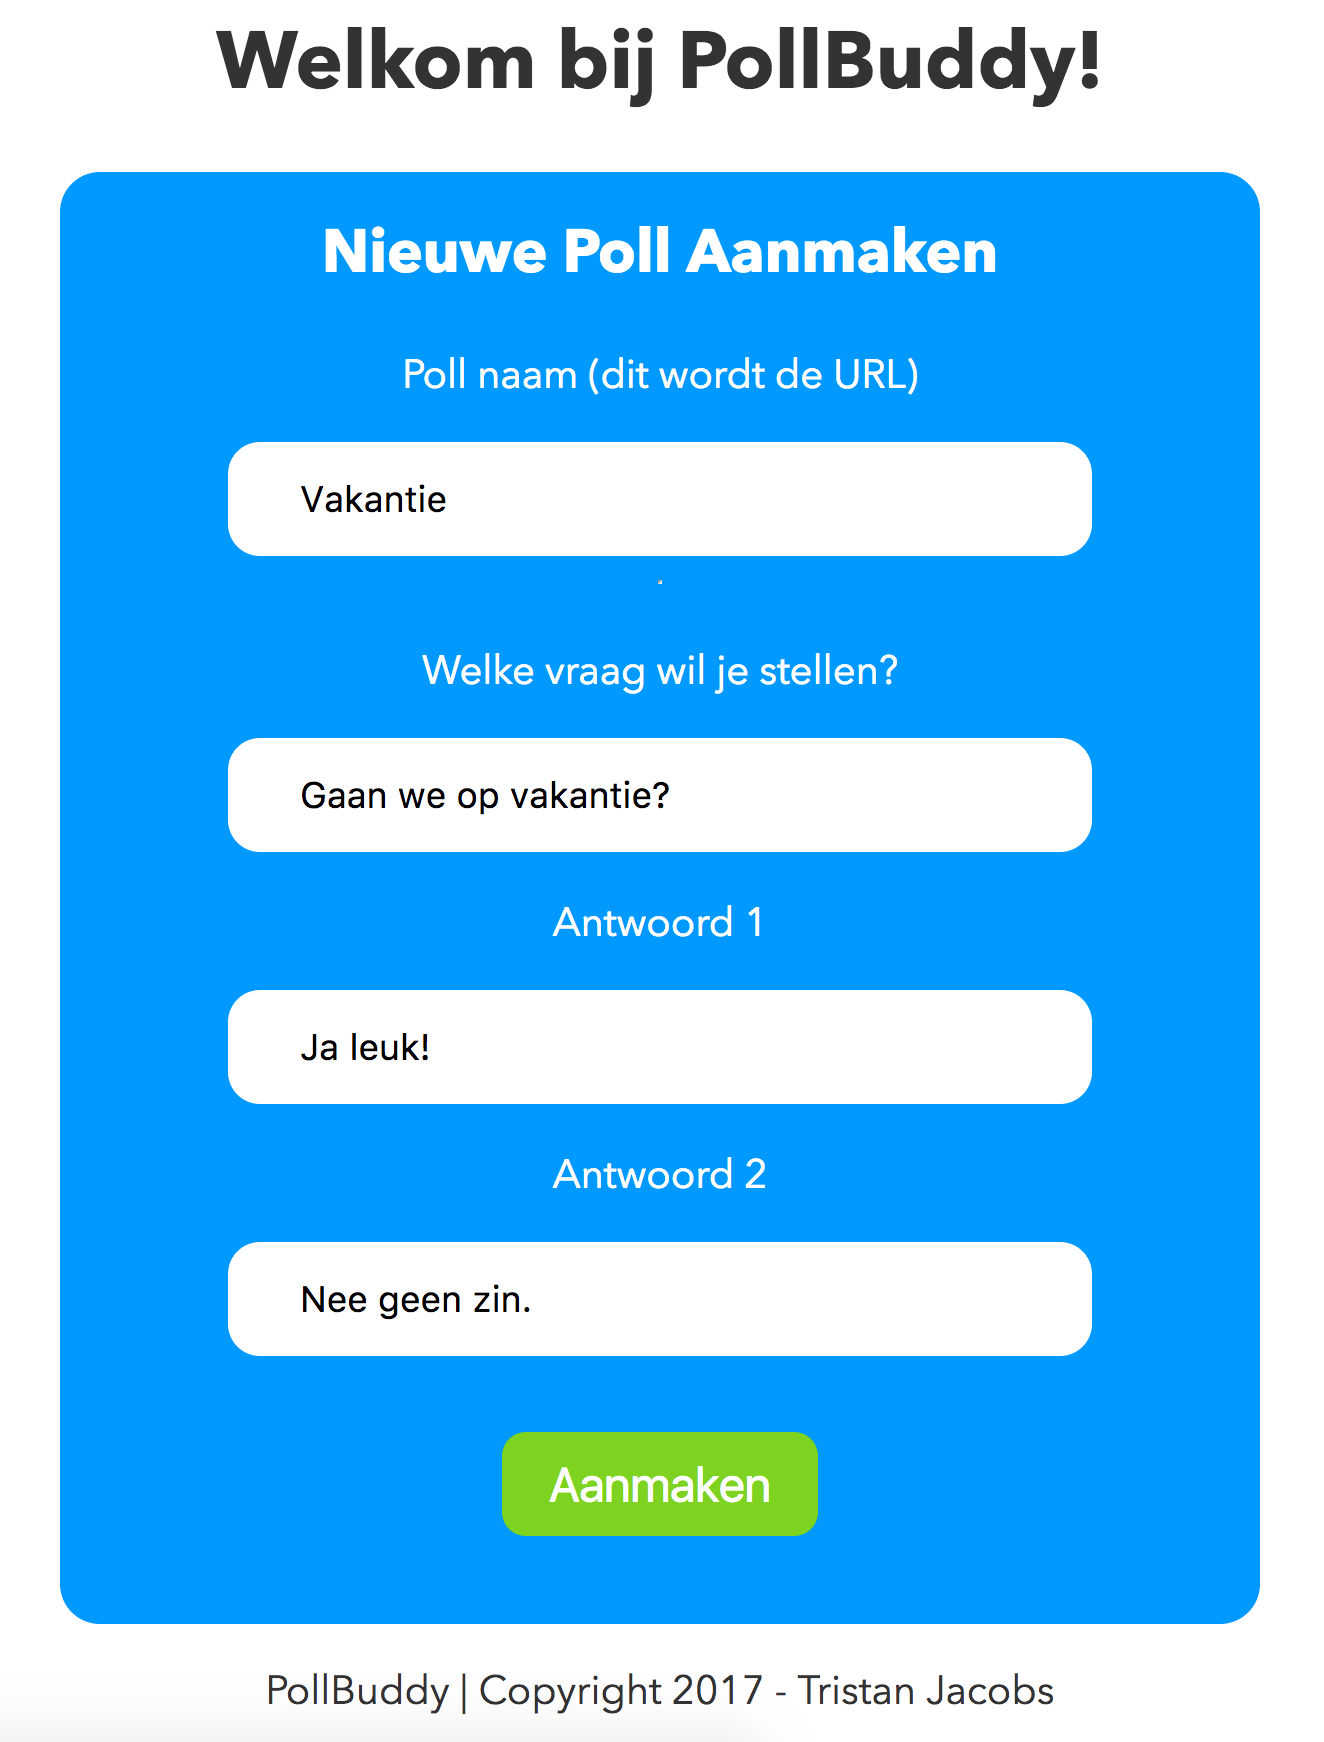 Welkom bij PollBuddy!
Nieuwe Poll Aanmaken
Poll naam (dit wordt de URL)
Vakantie
Welke vraag wil je stellen?
Gaan we op vakantie?
Antwoord 1
Ja leuk!
Antwoord 2
Nee geen zin.
Aanmaken
PollBuddy | Copyright 2017 - Tristan Jacobs